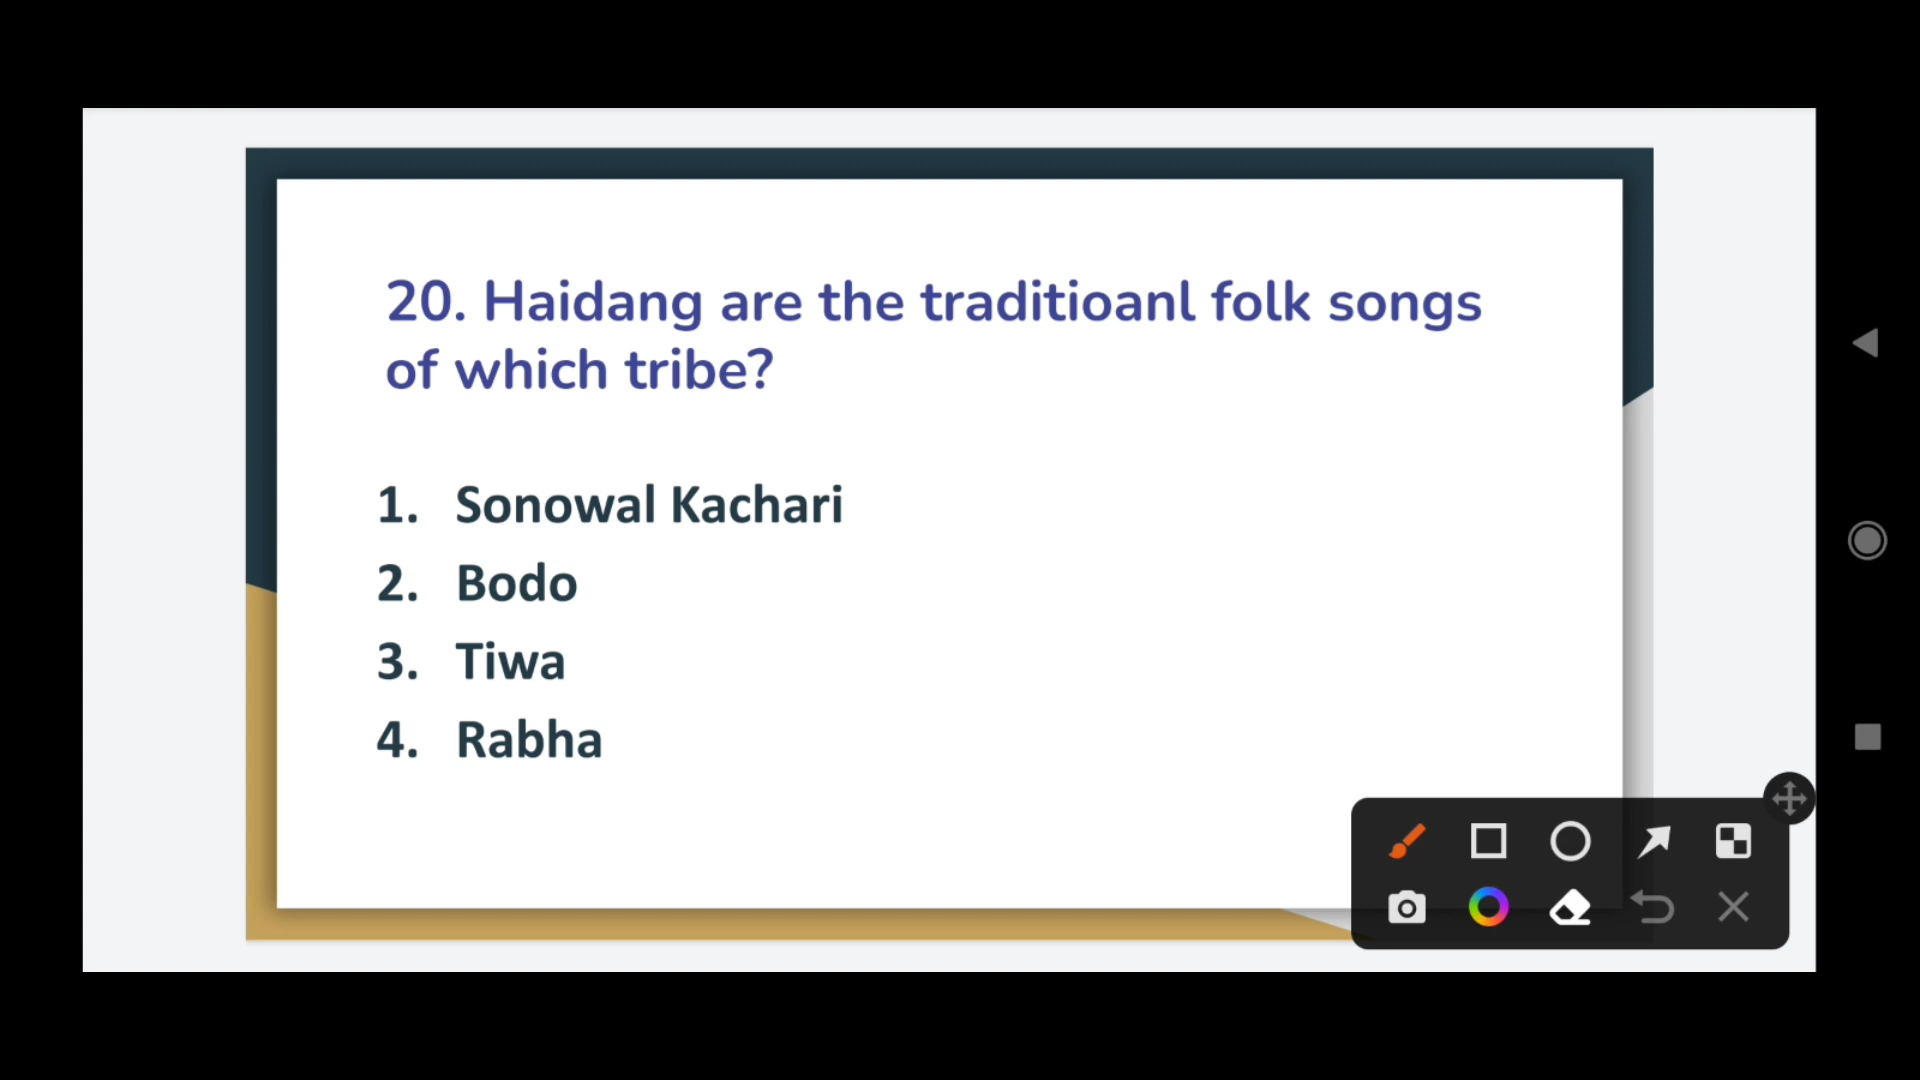 20. Haidang are the traditioanl folk songs
of which tribe?
1. Sonowal Kachari
2. Bodo
3. Tiwa
4. Rabha